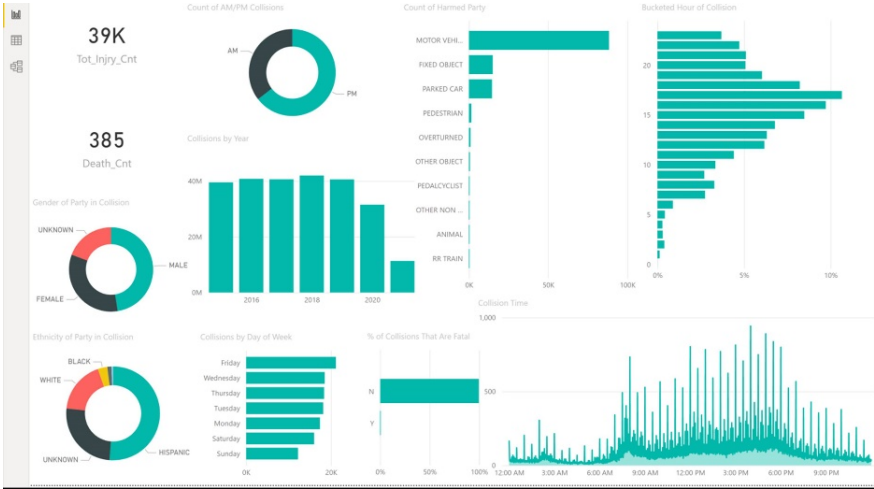 39K
Tot_Injry_Cnt
385
Death_Cnt
Count of AM/PM Collisions
AM
PM
Collisions by Year
40M
20M
0M
2016
2018
2020
Count of Harmed Party
MOTOR VEHI...
FIXED OBJECT
PARKED CAR
PEDESTRIAN
OVERTURNED
OTHER OBJECT
PEDALCYCLIST
OTHER NON ...
ANIMAL
RR TRAIN
0K
50K
100K
Bucketed Hour of Collision
20
15
10
5
0
0%
5%
10%
Gender of Party in Collision
UNKNOWN
MALE
FEMALE
Ethnicity of Party in Collision
BLACK
WHITE
UNKNOWN
HISPANIC
Collisions by Day of Week
Friday
Wednesday
Thursday
Tuesday
Monday
Saturday
Sunday
0K
20K
% of Collisions That Are Fatal
N
Y
0%
50%
100%
Collision Time
1,000
500
0
12:00 AM
3:00 AM
6:00 AM
9:00 AM
12:00 PM
3:00 PM
6:00 PM
9:00 PM